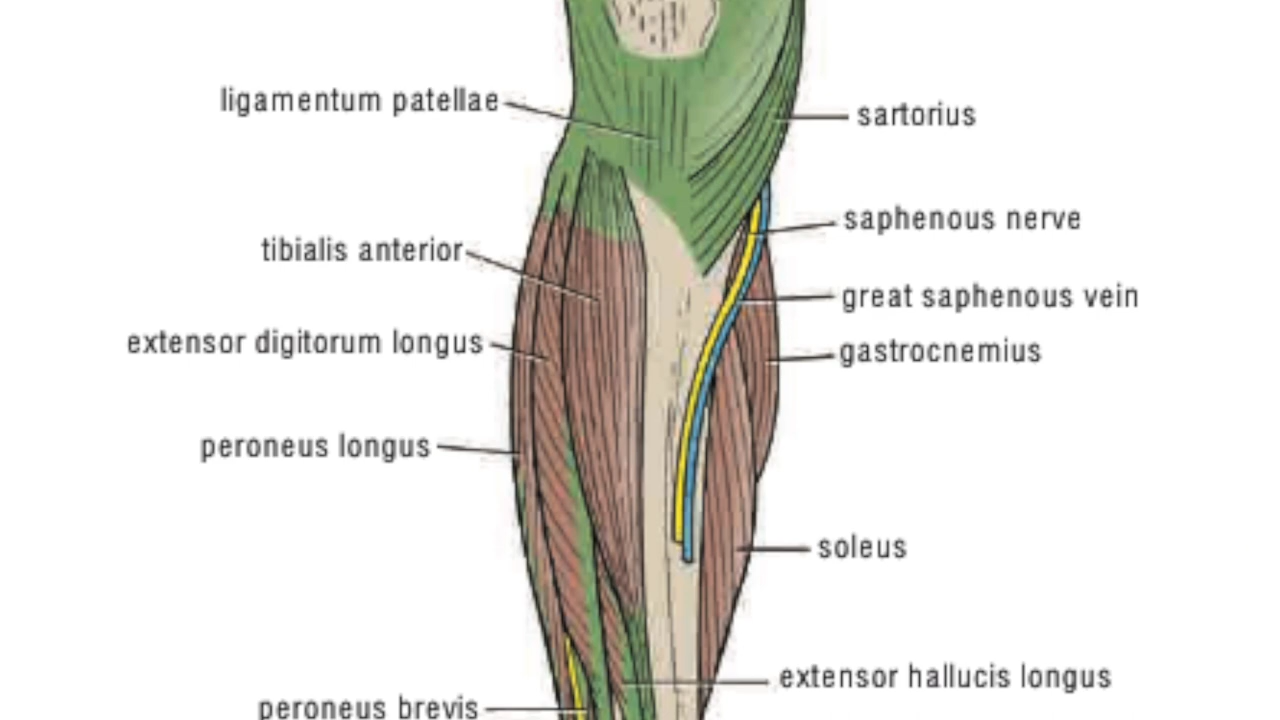 ligamentum patellae
sartorius
saphenous nerve
tibialis anterior
great saphenous vein
extensor digitorum longus
gastrocnemius
peroneus longus
soleus
extensor hallucis longus
peroneus brevis